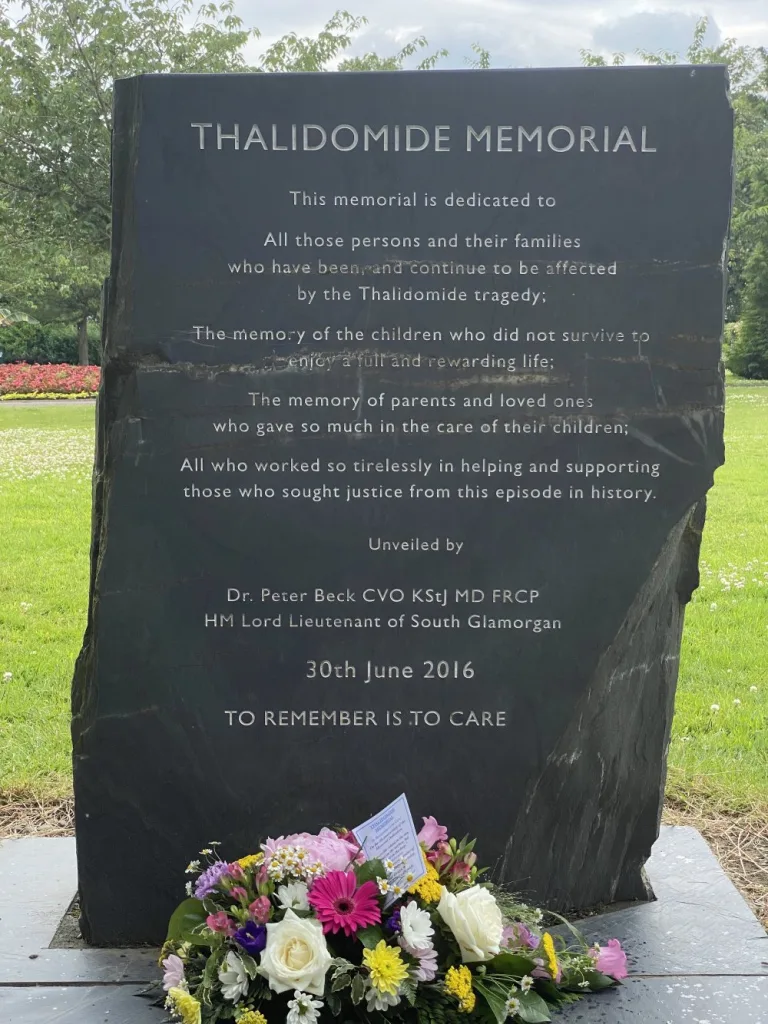 THALIDOMIDE MEMORIAL
This memorial is dedicated to
All those persons and their families
who have been, and continue to be affected
by the Thalidomide tragedy;
The memory of the children who did not survive to
enjoy a full and rewarding life;
The memory of parents and loved ones
who gave so much in the care of their children;
All who worked so tirelessly in helping and supporting
those who sought justice from this episode in history.
Unveiled by
Dr. Peter Beck CVO KStJ MD FRCP
HM Lord Lieutenant of South Glamorgan
30th June 2016
TO REMEMBER IS TO CARE